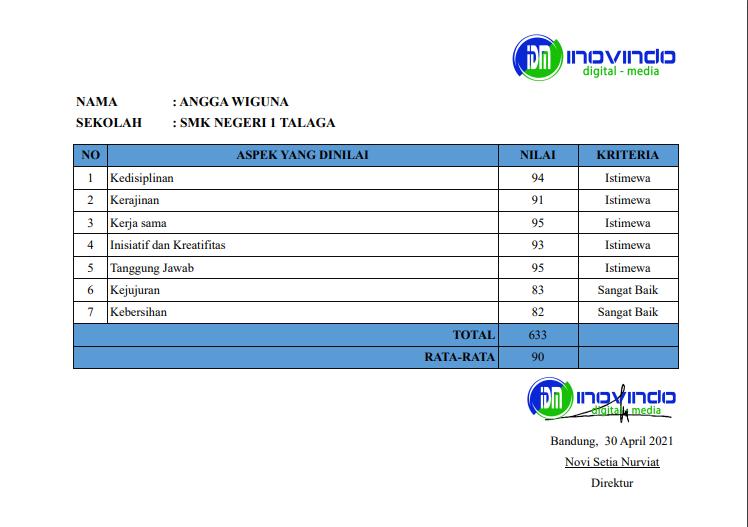 IDM INOVINDO
digital - media
NAMA : ANGGA WIGUNA
SEKOLAH : SMK NEGERI 1 TALAGA
NO ASPEK YANG DINILAI NILAI KRITERIA
1 Kedisiplinan 94 Istimewa
2 Kerajinan 91 Istimewa
3 Kerja sama 95 Istimewa
4 Inisiatif dan Kreatifitas 93 Istimewa
5 Tanggung Jawab 95 Istimewa
6 Kejujuran 83 Sangat Baik
7 Kebersihan 82 Sangat Baik
TOTAL 633
RATA-RATA 90
IDM INOVINDO
digital - media
Bandung, 30 April 2021
Novi Setia Nurviat
Direktur